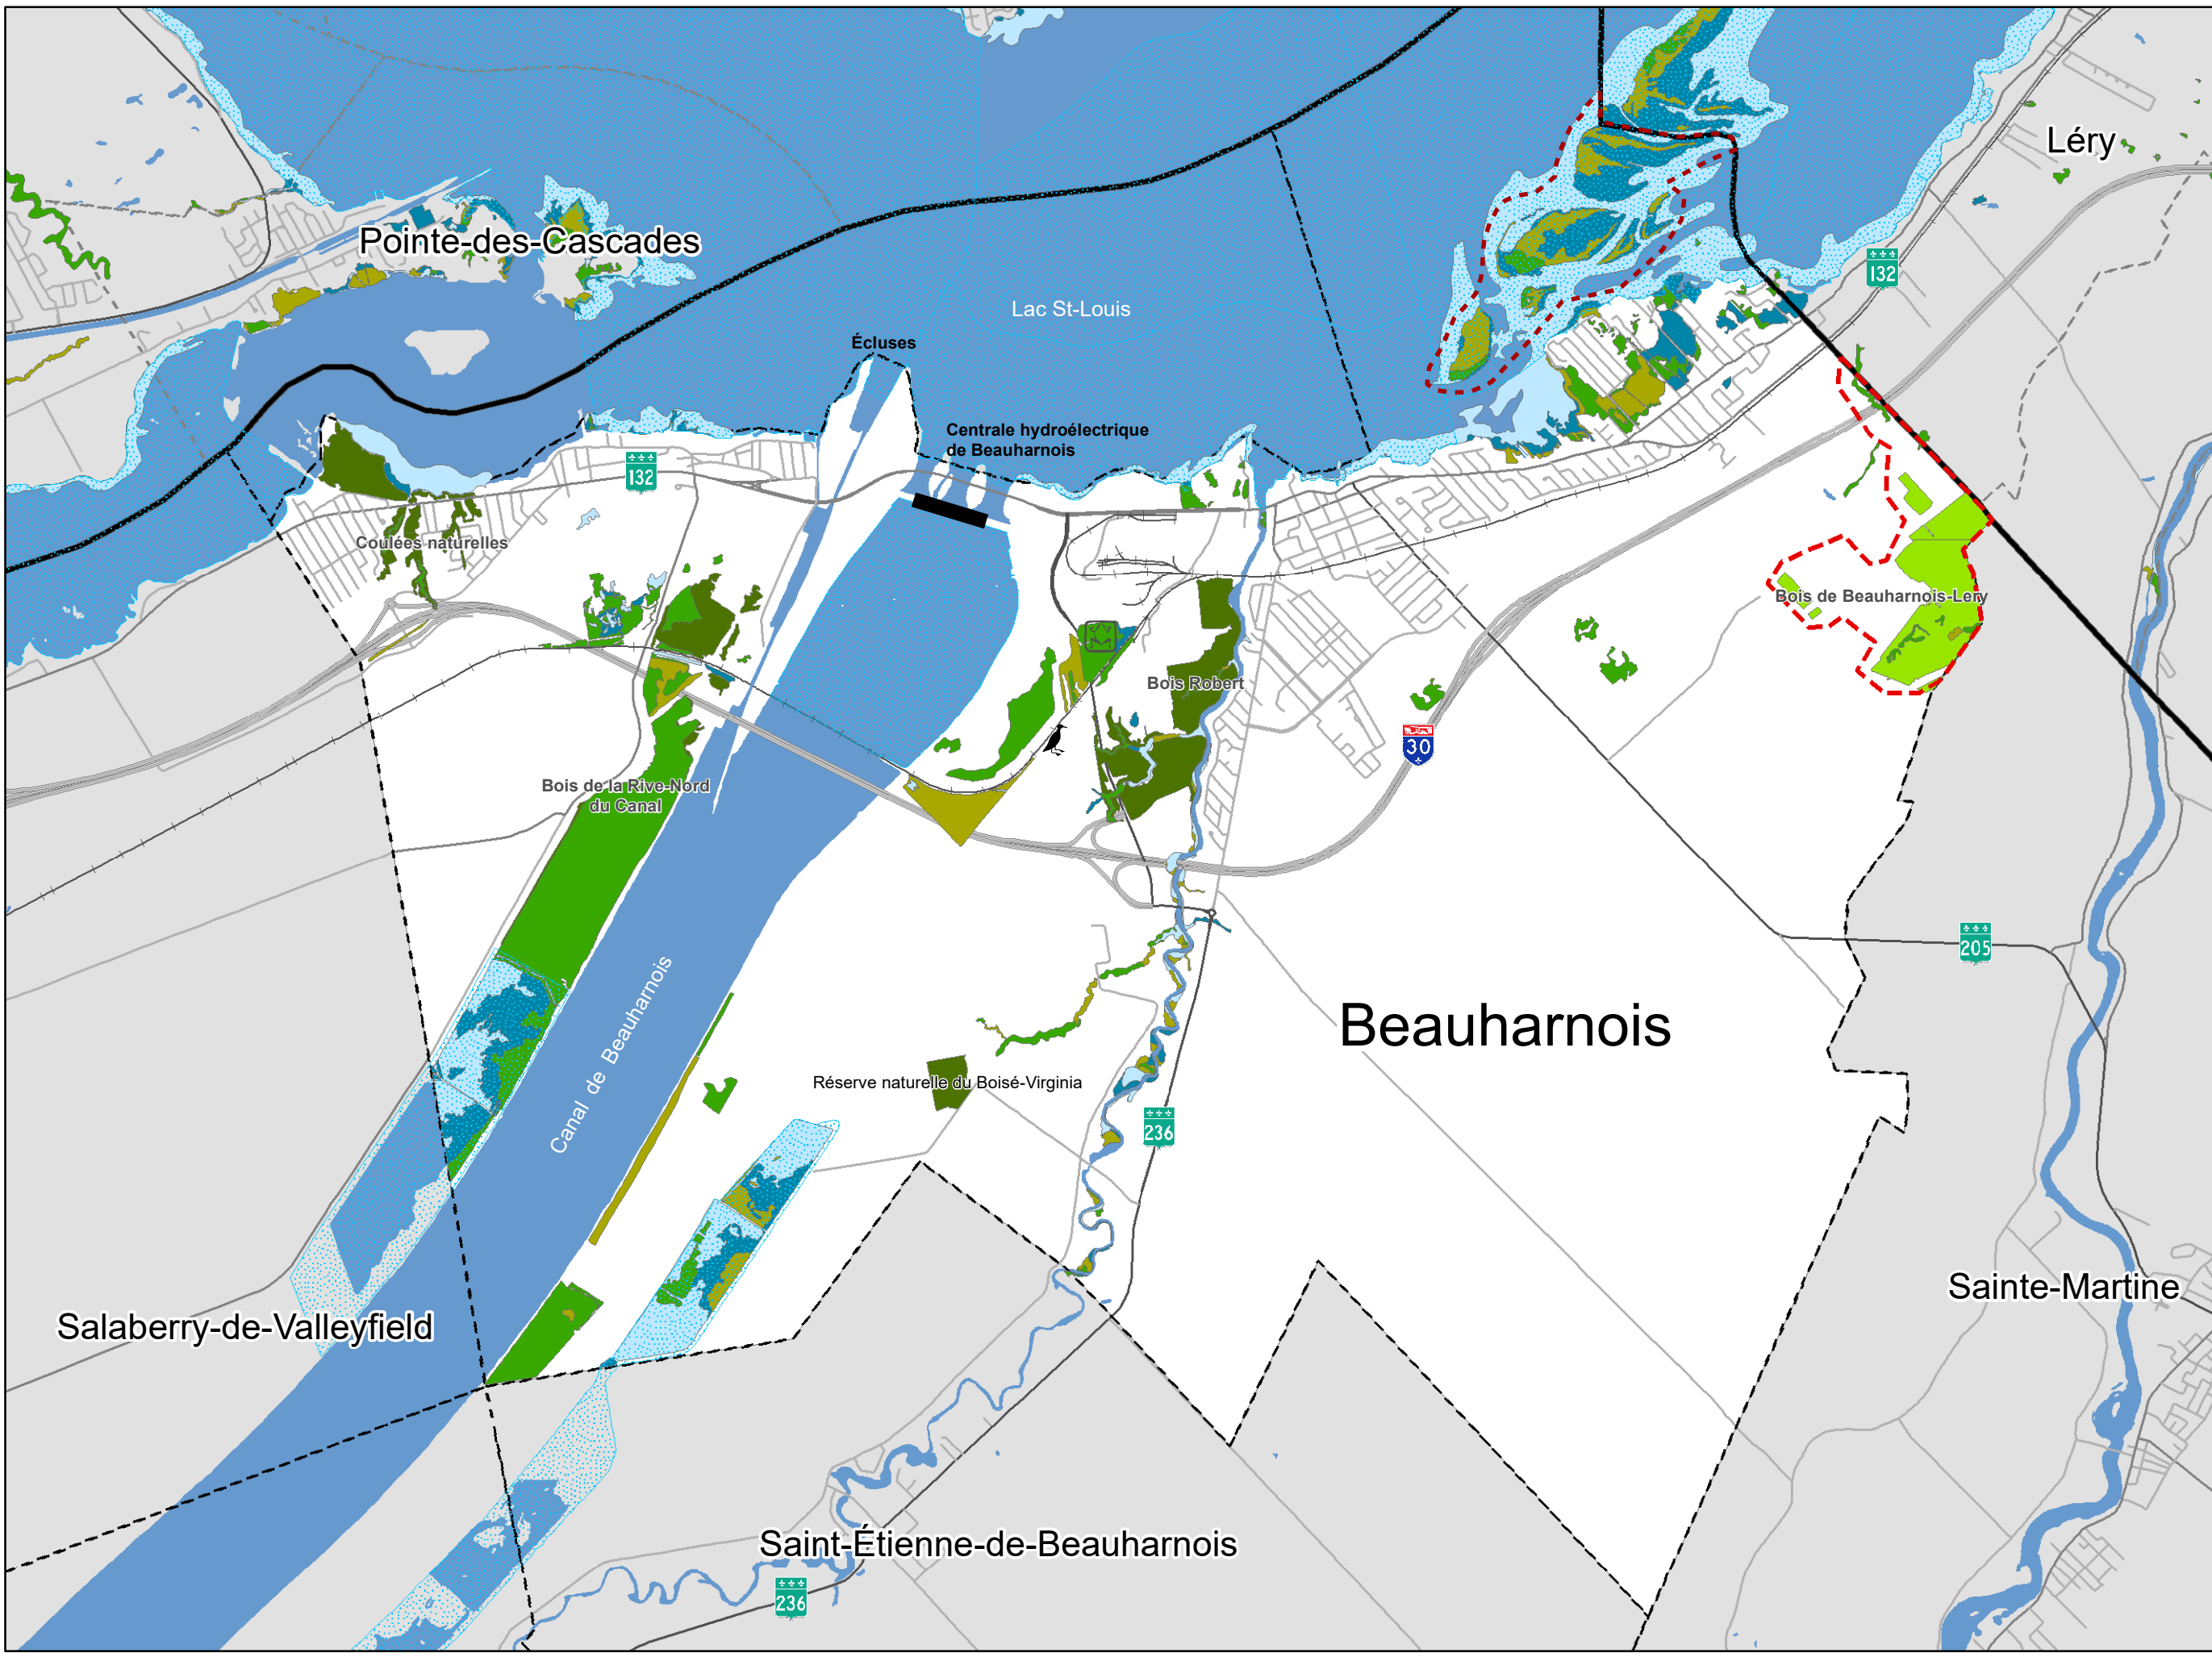 Léry
Pointe-des-Cascades
132
Lac St-Louis
Écluses
Centrale hydroélectrique
de Beauharnois
132
Coulées naturelles
Bois de Beauharnois-Lery
Bois Robert
30
Bois de la Rive-Nord
du Canal
205
Canal de Beauharnois
Beauharnois
Réserve naturelle du Boisé-Virginia
236
Sainte-Martine
Salaberry-de-Valleyfield
Saint-Étienne-de-Beauharnois
236